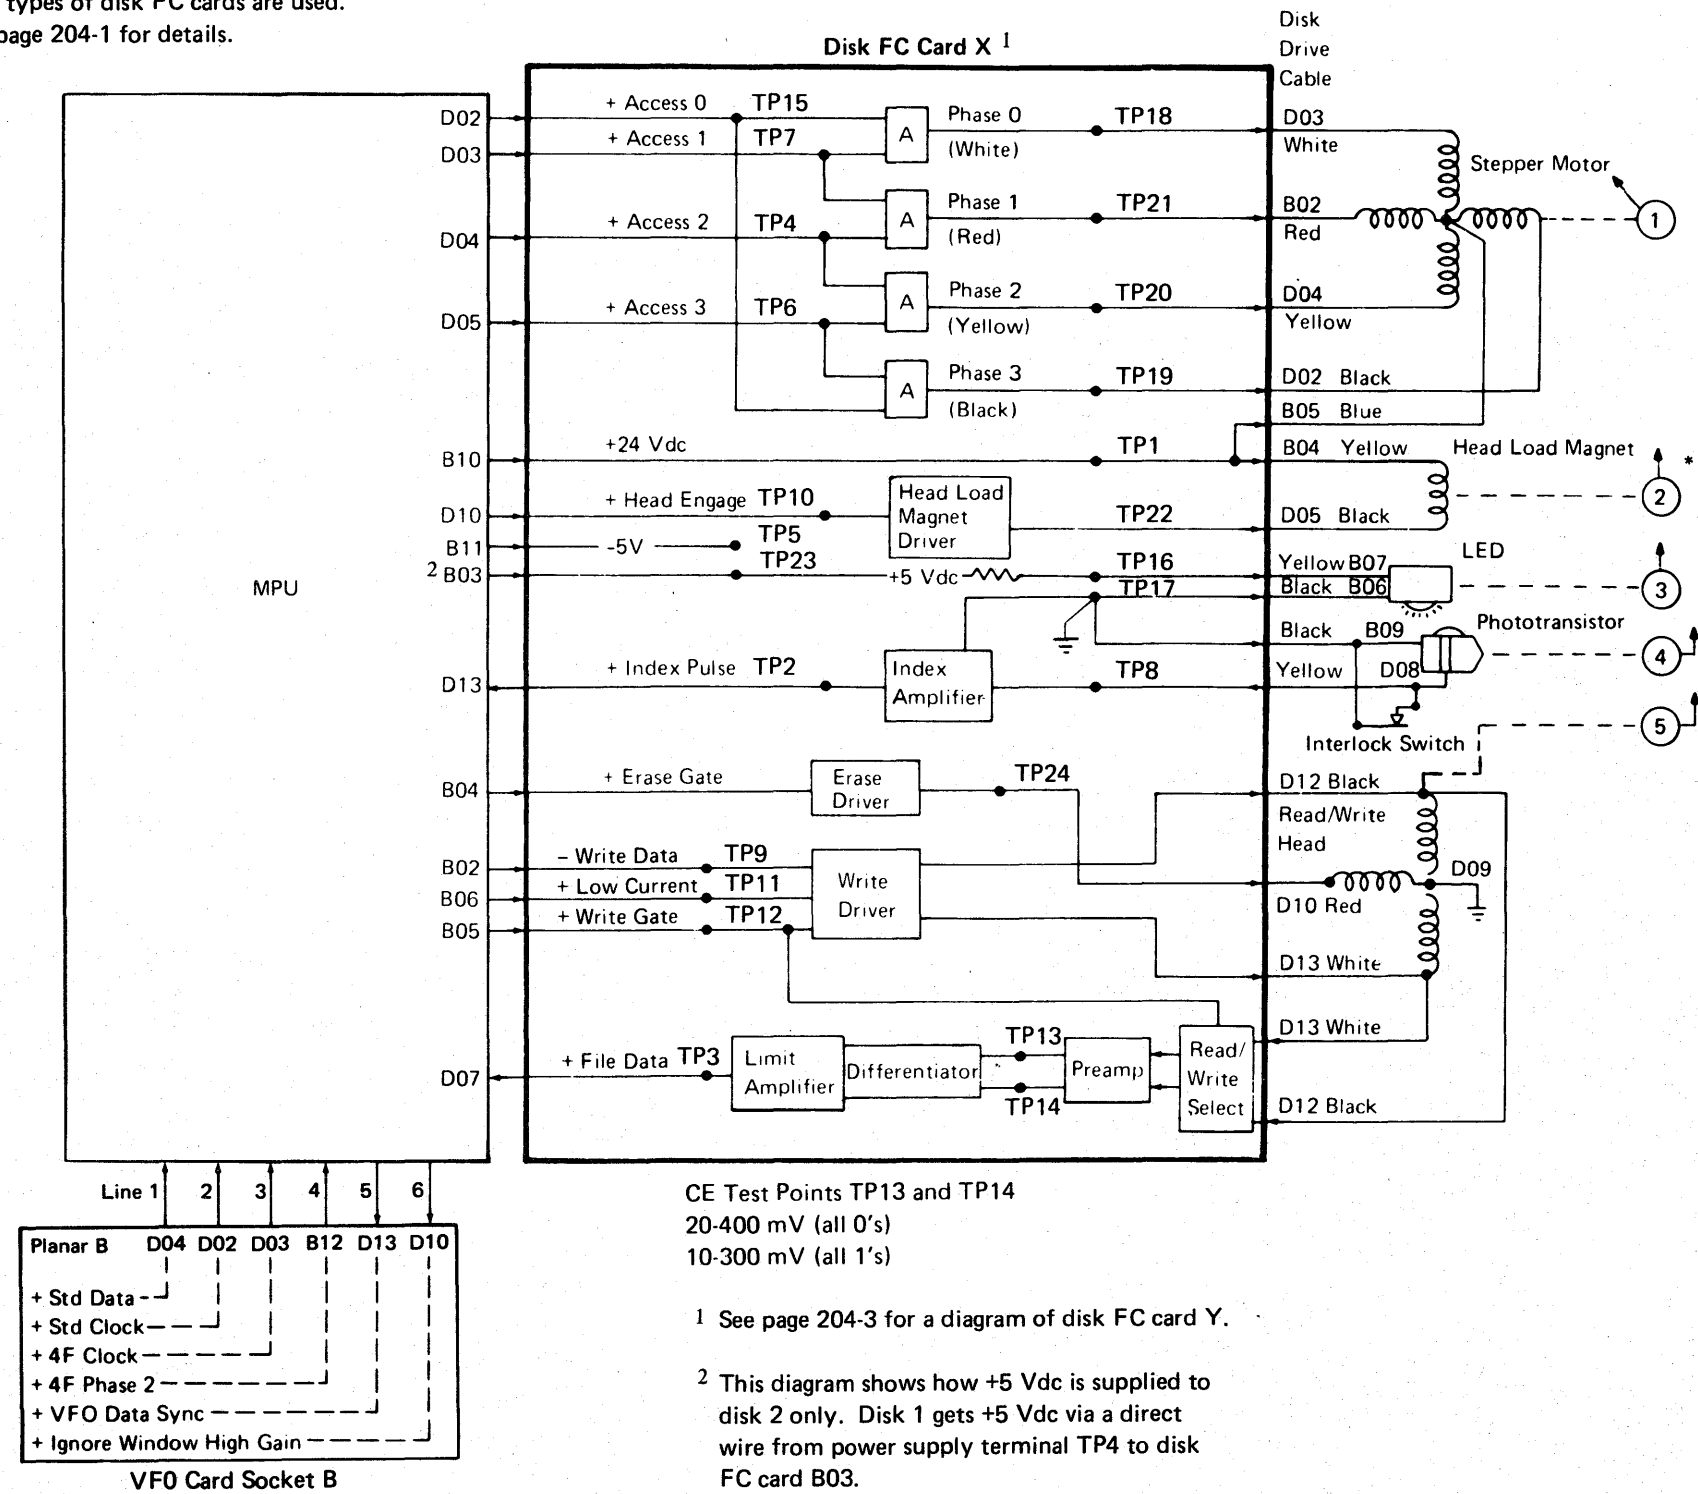 types of disk FC cards are used.
page 204-1 for details.
Disk FC Card X 1
Disk
Drive
Cable
D02
+ Access 0 TP15
D03
+ Access 1 TP7
A
Phase 0
(White)
TP18
D03
White
Stepper Motor
1
D04
+ Access 2 TP4
A
Phase 1
(Red)
TP21
B02
Red
D05
+ Access 3 TP6
A
Phase 2
(Yellow)
TP20
D04
Yellow
A
Phase 3
(Black)
TP19
D02 Black
B05 Blue
B10
+24 Vdc
TP1
B04 Yellow
Head Load Magnet
*
2
D10
+ Head Engage TP10
Head Load
Magnet
Driver
TP22
D05 Black
B11
-5V
TP5
2 B03
TP23
+5 Vdc
TP16
TP17
Yellow B07
Black B06
LED
3
MPU
Black B09
Phototransistor
4
D13
+ Index Pulse TP2
Index
Amplifier
TP8
Yellow D08
Interlock Switch
5
B04
+ Erase Gate
Erase
Driver
TP24
D12 Black
Read/Write
Head
B02
− Write Data TP9
B06
+ Low Current TP11
B05
+ Write Gate TP12
Write
Driver
D09
D10 Red
D13 White
D13 White
D07
+ File Data TP3
Limit
Amplifier
Differentiator
TP13
TP14
Preamp
Read/
Write
Select
D12 Black
Line 1 2 3 4 5 6
Planar B D04 D02 D03 B12 D13 D10
+ Std Data
+ Std Clock
+ 4F Clock
+ 4F Phase 2
+ VFO Data Sync
+ Ignore Window High Gain
VFO Card Socket B
CE Test Points TP13 and TP14
20-400 mV (all 0's)
10-300 mV (all 1's)
1 See page 204-3 for a diagram of disk FC card Y.
2 This diagram shows how +5 Vdc is supplied to
disk 2 only. Disk 1 gets +5 Vdc via a direct
wire from power supply terminal TP4 to disk
FC card B03.